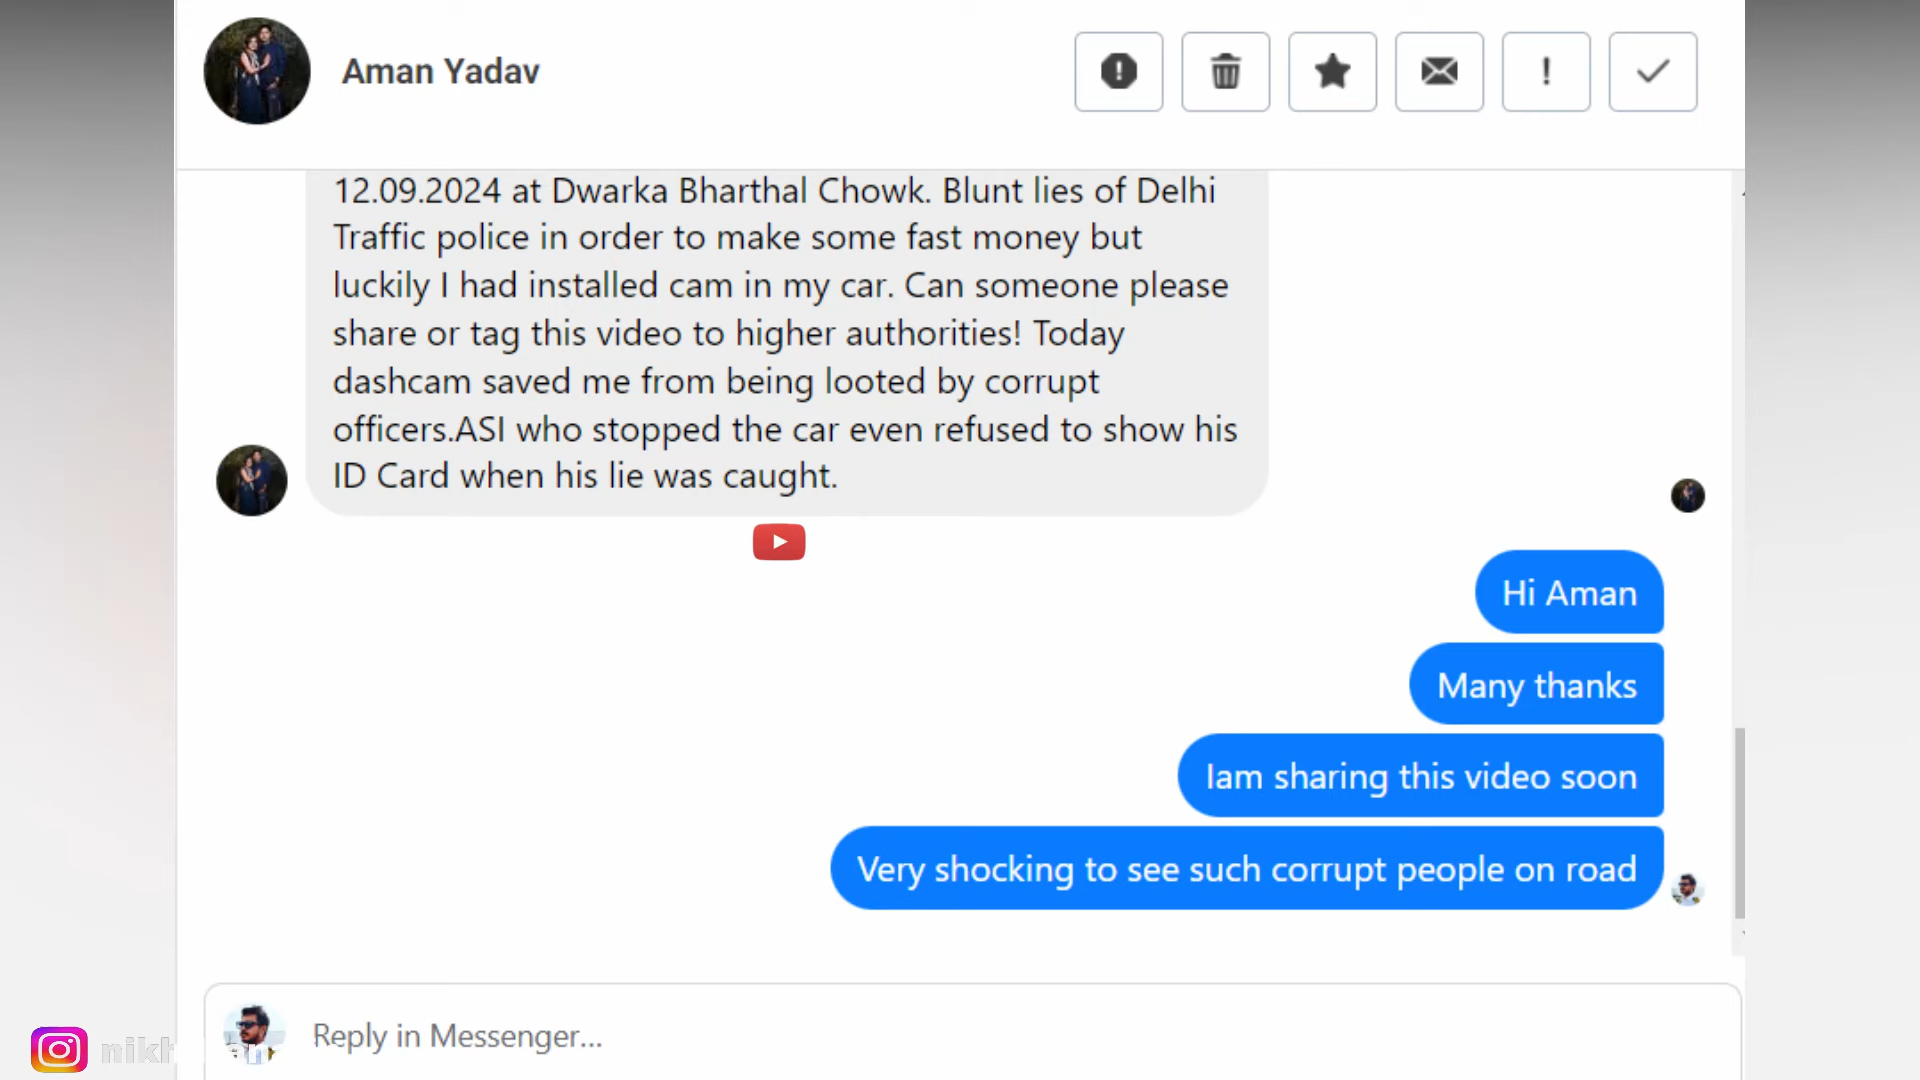 Aman Yadav
12.09.2024 at Dwarka Bharthal Chowk. Blunt lies of Delhi
Traffic police in order to make some fast money but
luckily I had installed cam in my car. Can someone please
share or tag this video to higher authorities! Today
dashcam saved me from being looted by corrupt
officers.ASI who stopped the car even refused to show his
ID Card when his lie was caught.
Hi Aman
Many thanks
Iam sharing this video soon
Very shocking to see such corrupt people on road
Reply in Messenger...